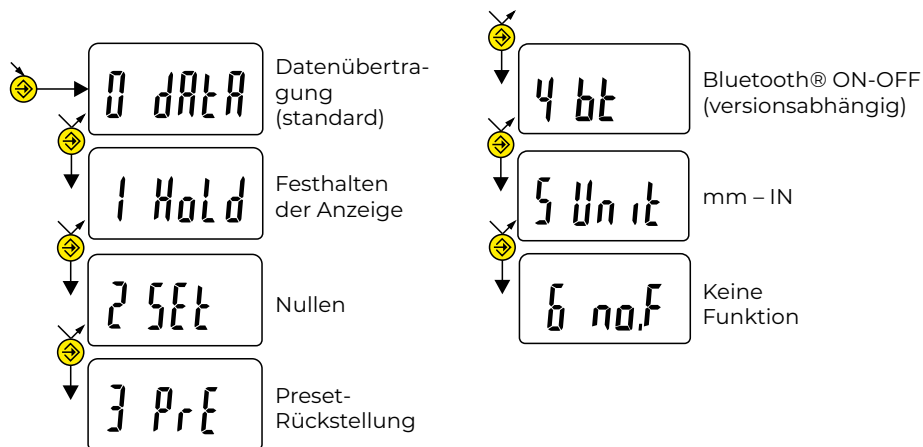 0 dAtA
Datenübertra-
gung
(standard)
1 Hold
Festhalten
der Anzeige
2 SEt
Nullen
3 PrE
Preset-
Rückstellung
4 bt
Bluetooth® ON-OFF
(versionsabhängig)
5 Unit
mm – IN
6 no.F
Keine
Funktion